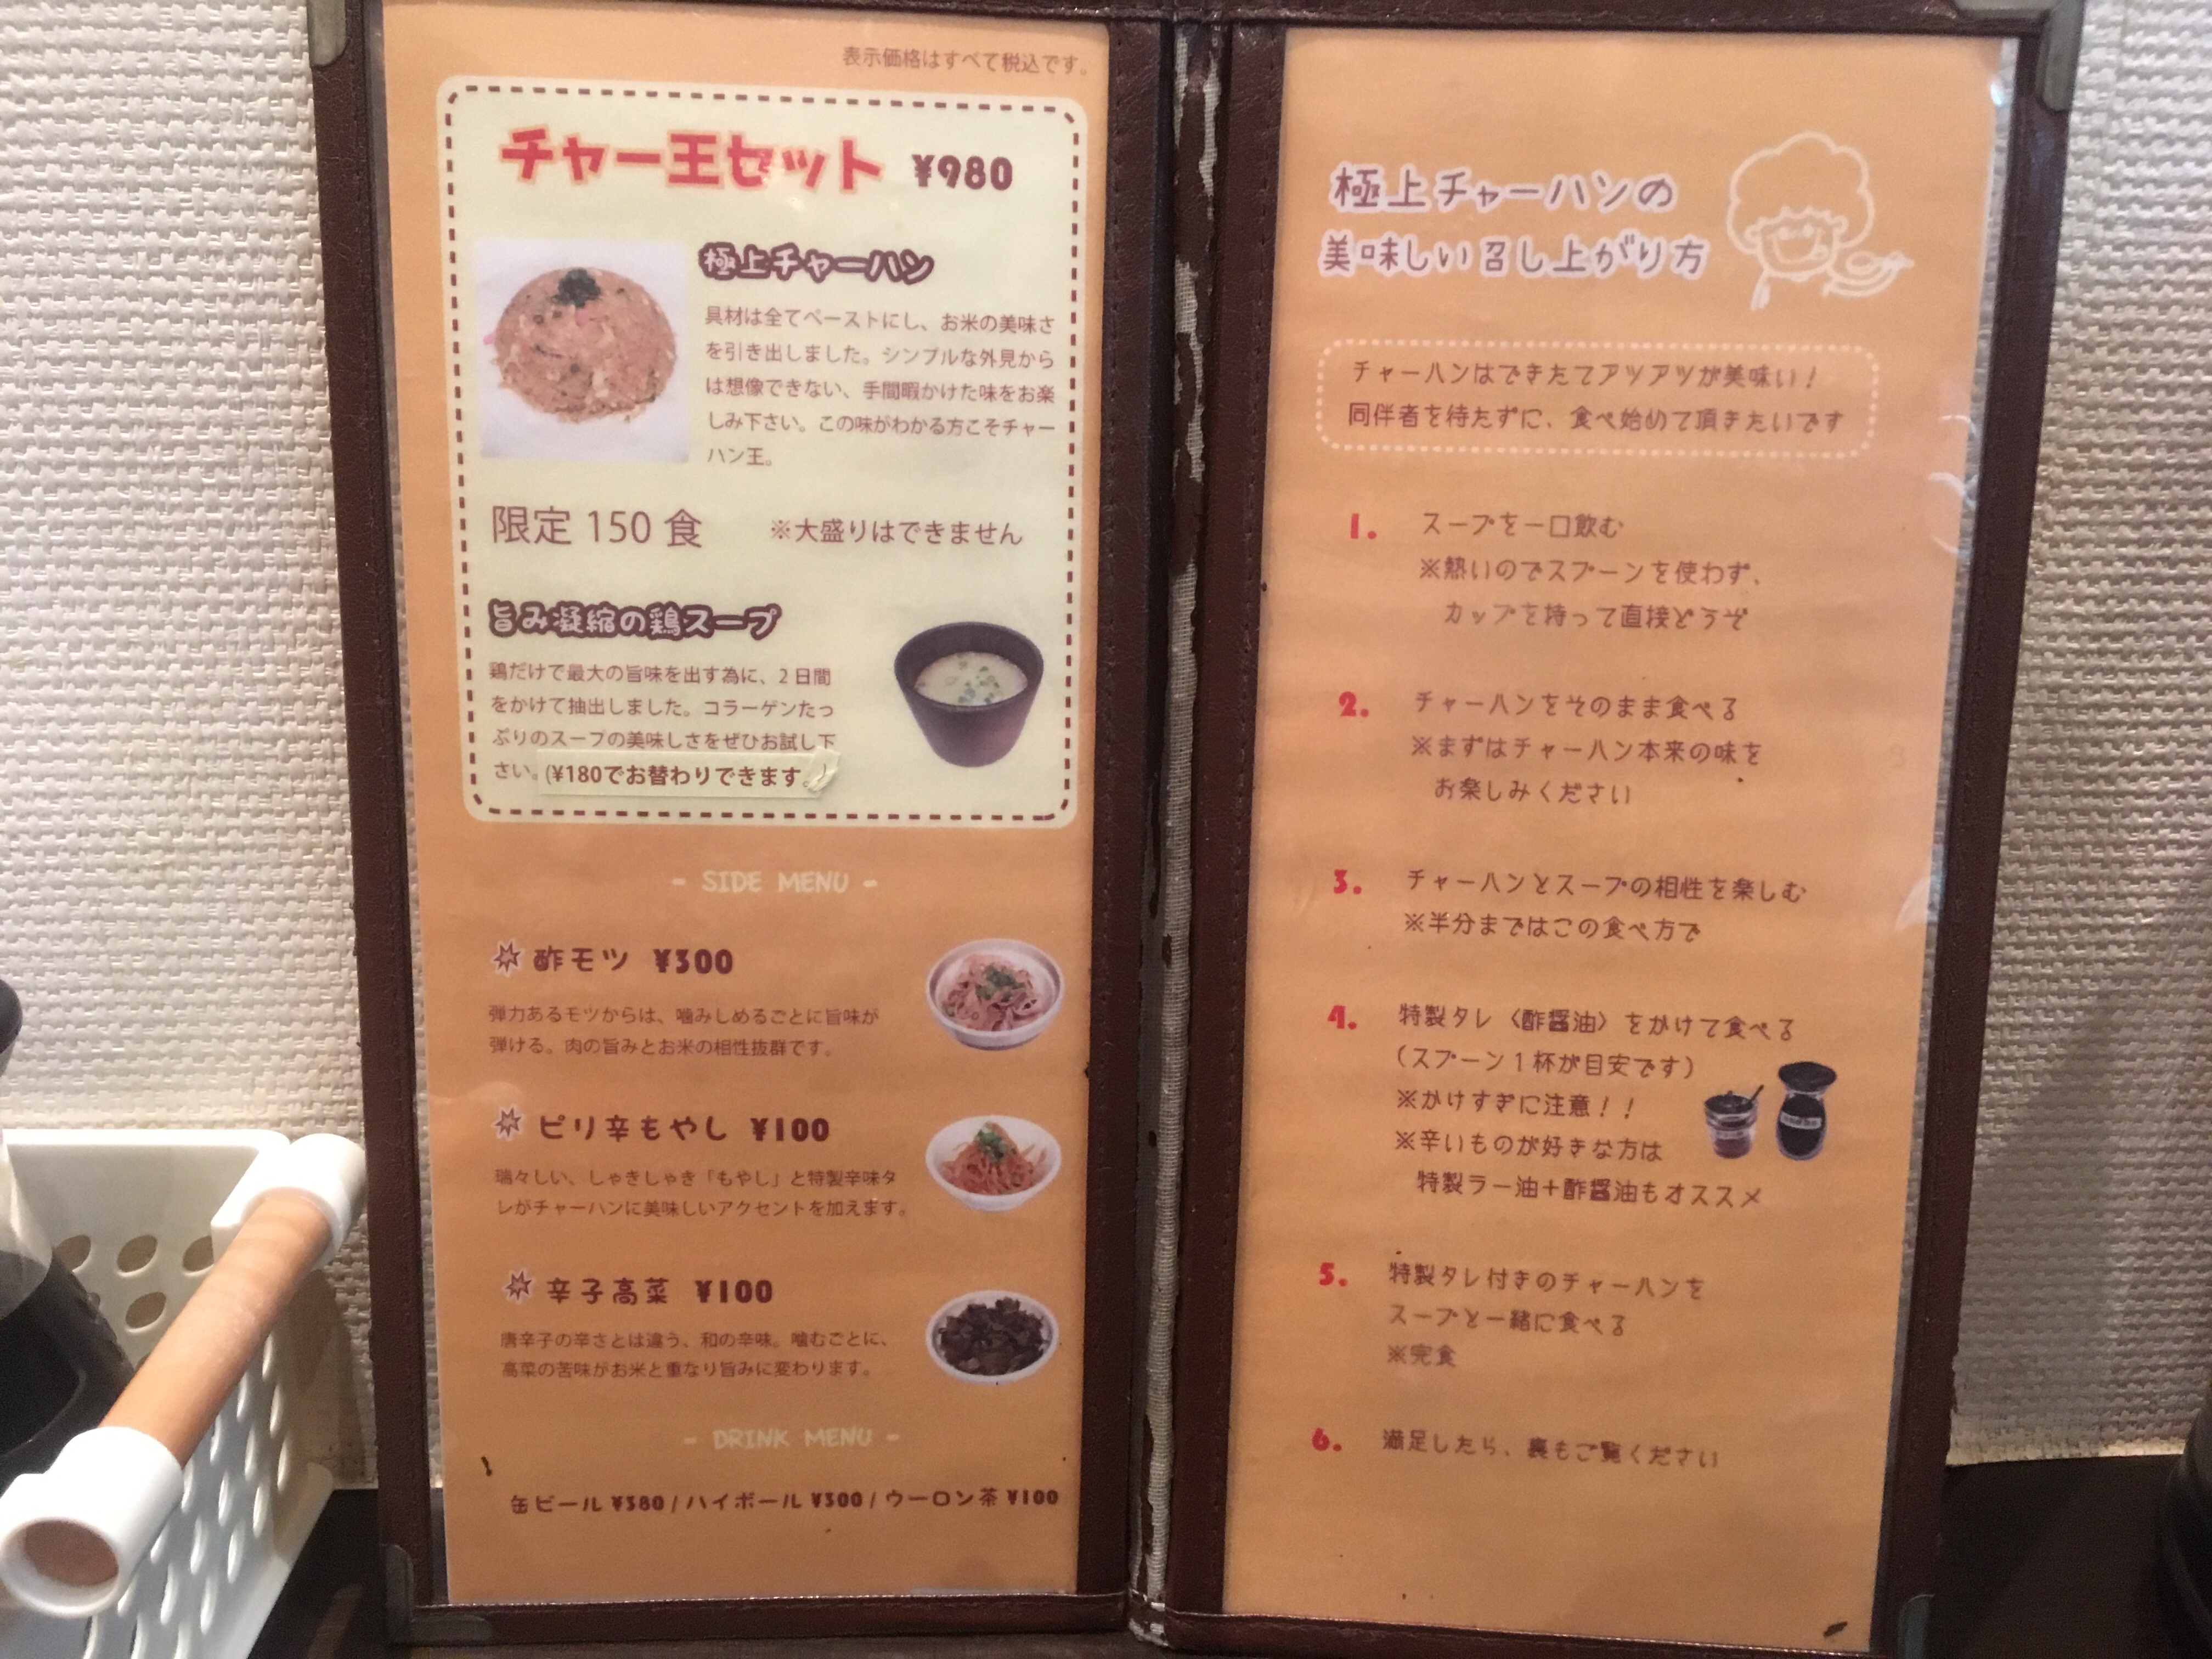 表示価格はすべて税込です。
チャー王セット ¥980
極上チャーハン
具材は全てペーストにし、お米の美味さ
を引き出しました。シンプルな外見から
は想像できない、手間暇かけた味をお楽
しみ下さい。この味がわかる方こそチャー
ハン王。
限定 150 食 ※大盛りはできません
旨み凝縮の鶏スープ
鶏だけで最大の旨味を出す為に、2 日間
をかけて抽出しました。コラーゲンたっ
ぷりのスープの美味しさをぜひお試し下
さい。(¥180でお替わりできます。)
- SIDE MENU -
酢モツ ¥300
弾力あるモツからは、噛みしめるごとに旨味が
弾ける。肉の旨みとお米の相性抜群です。
ピリ辛もやし ¥100
瑞々しい、しゃきしゃき「もやし」と特製辛味タ
レがチャーハンに美味しいアクセントを加えます。
辛子高菜 ¥100
唐辛子の辛さとは違う、和の辛味。噛むごとに、
高菜の苦味がお米と重なり旨みに変わります。
- DRINK MENU -
缶ビール ¥380 / ハイボール ¥300 / ウーロン茶 ¥100
極上チャーハンの
美味しい召し上がり方
チャーハンはできたてアツアツが美味い！
同伴者を待たずに、食べ始めて頂きたいです
1. スープを一口飲む
※熱いのでスプーンを使わず、
カップを持って直接どうぞ
2. チャーハンをそのまま食べる
※まずはチャーハン本来の味を
お楽しみください
3. チャーハンとスープの相性を楽しむ
※半分まではこの食べ方で
4. 特製タレ〈酢醤油〉をかけて食べる
(スプーン１杯が目安です)
※かけすぎに注意！！
※辛いものが好きな方は
特製ラー油＋酢醤油もオススメ
5. 特製タレ付きのチャーハンを
スープと一緒に食べる
※完食
6. 満足したら、裏もご覧ください